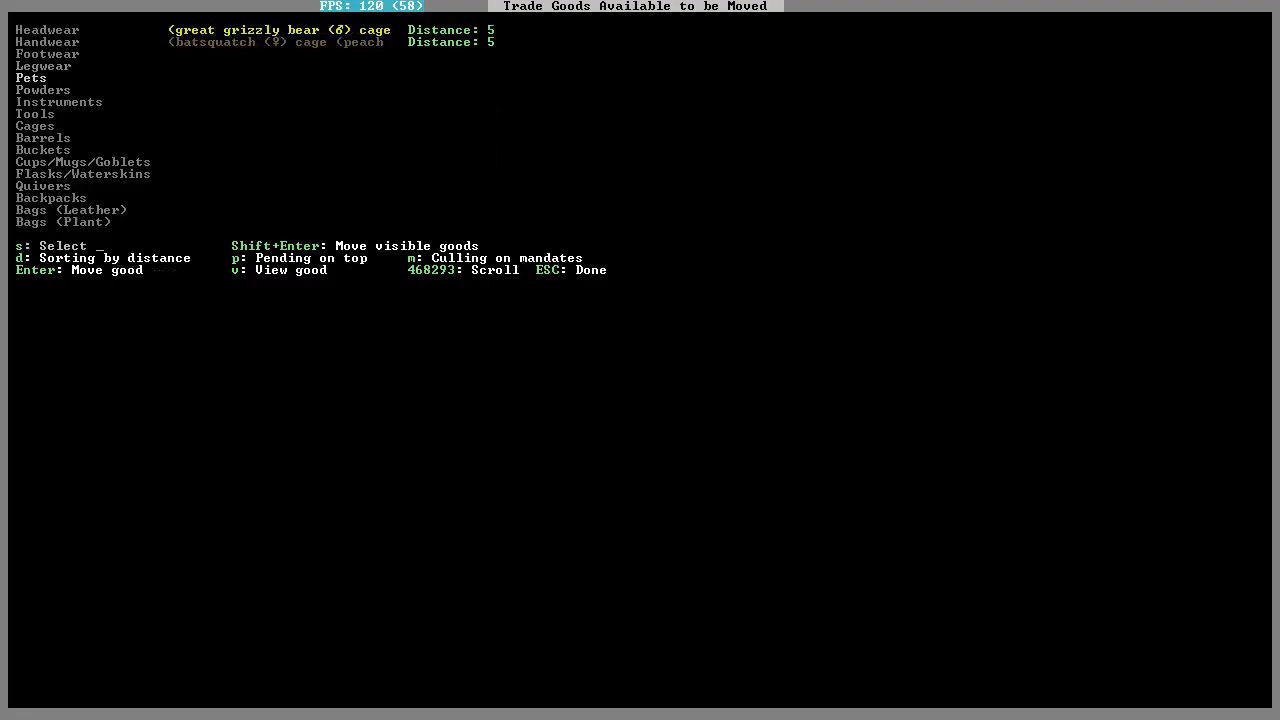 FPS: 120 (58) Trade Goods Available to be Moved
Headwear (great grizzly bear (♂) cage Distance: 5
Handwear (batsquatch (♀) cage (peach Distance: 5
Footwear
Legwear
Pets
Powders
Instruments
Tools
Cages
Barrels
Buckets
Cups/Mugs/Goblets
Flasks/Waterskins
Quivers
Backpacks
Bags (Leather)
Bags (Plant)
s: Select _ Shift+Enter: Move visible goods
d: Sorting by distance p: Pending on top m: Culling on mandates
Enter: Move good v: View good 468293: Scroll ESC: Done